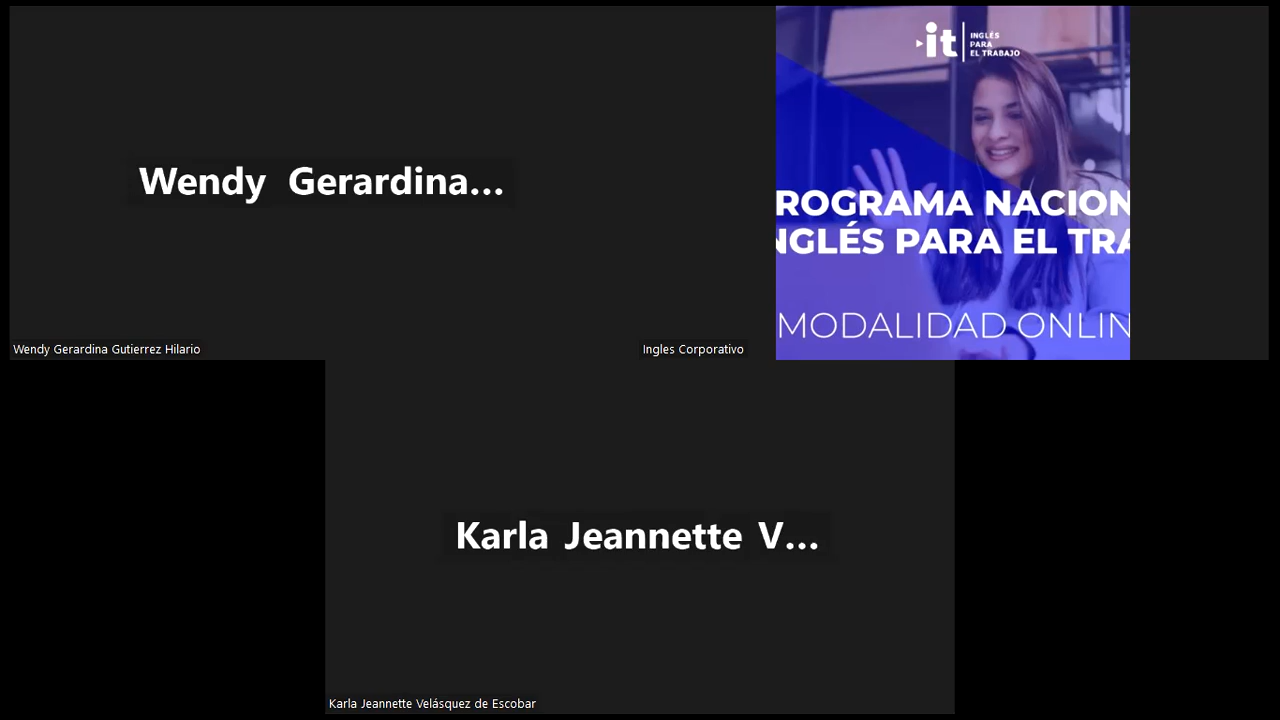 Wendy Gerardina...
Wendy Gerardina Gutierrez Hilario
it INGLÉS
PARA
EL TRABAJO
ROGRAMA NACION
NGLÉS PARA EL TRA
MODALIDAD ONLIN
Ingles Corporativo
Karla Jeannette V...
Karla Jeannette Velásquez de Escobar